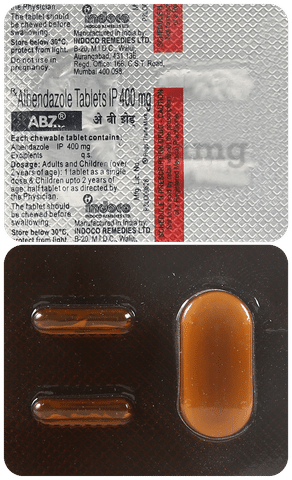 the Physician.
The tablet should
be chewed before
swallowing.
Store below 30°C,
protect from light.
Do not use in
pregnancy.
indoco
Manufactured in India by:
INDOCO REMEDIES LTD.
B-20, M.I.D.C., Waluj,
Aurangabad, 431 136.
Regd. Office: 166, C.S.T. Road,
Mumbai 400 098.
Albendazole Tablets IP 400 mg
ABZ® ए बी झेड
Each chewable tablet contains:
Albendazole IP 400 mg
Excipients q.s.
Dosage: Adults and Children (over
2 years of age): 1 tablet as a single
dose & Children upto 2 years of
age: half tablet or as directed by
the Physician.
The tablet should
be chewed before
swallowing.
Store below 30°C,
protect from light.
indoco
Manufactured in India by:
INDOCO REMEDIES LTD.
B-20, M.I.D.C., Waluj,